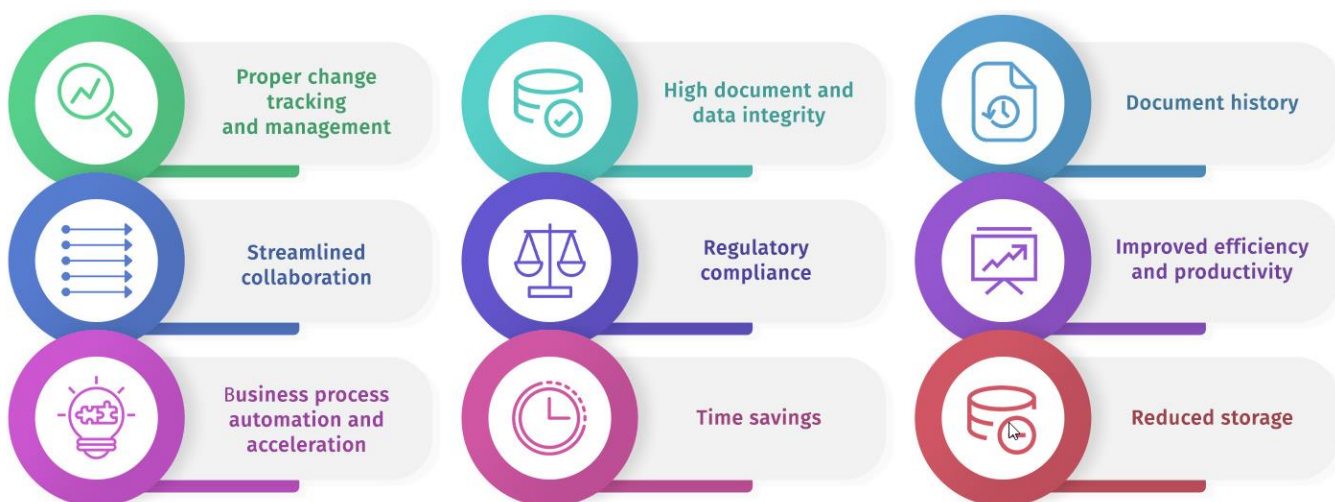 Proper change
tracking
and management
High document and
data integrity
Document history
Streamlined
collaboration
Regulatory
compliance
Improved efficiency
and productivity
Business process
automation and
acceleration
Time savings
Reduced storage